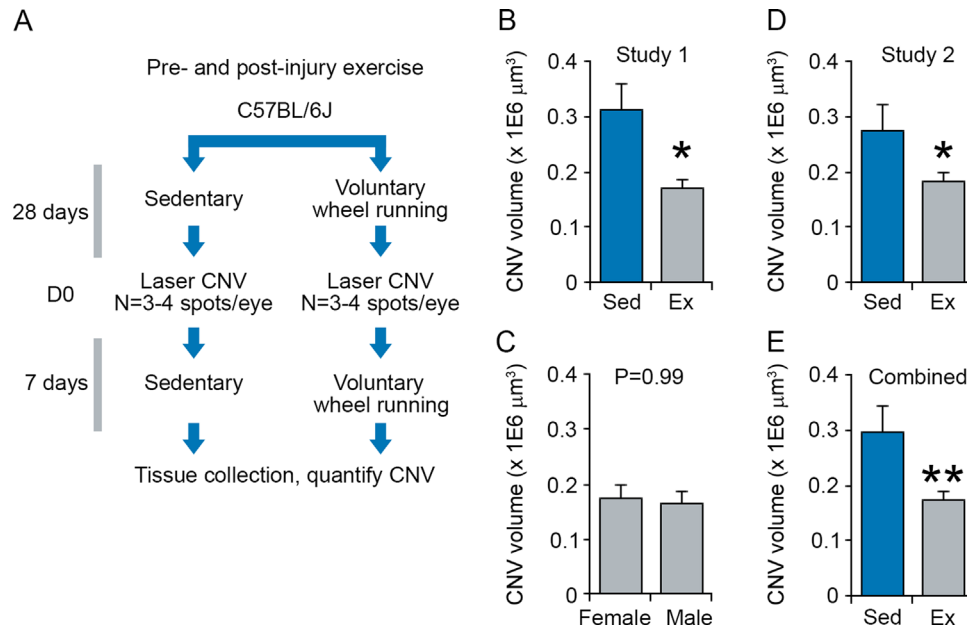 A
Pre- and post-injury exercise
C57BL/6J
28 days
Sedentary
Voluntary
wheel running
D0
Laser CNV
N=3-4 spots/eye
Laser CNV
N=3-4 spots/eye
7 days
Sedentary
Voluntary
wheel running
Tissue collection, quantify CNV
B
Study 1
CNV volume (x 1E6 μm³)
0.4
0.3
0.2
0.1
0
*
Sed
Ex
C
P=0.99
CNV volume (x 1E6 μm³)
0.4
0.3
0.2
0.1
0
Female
Male
D
Study 2
CNV volume (x 1E6 μm³)
0.4
0.3
0.2
0.1
0
*
Sed
Ex
E
Combined
CNV volume (x 1E6 μm³)
0.4
0.3
0.2
0.1
0
**
Sed
Ex